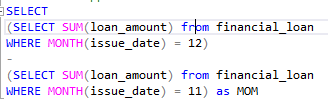 SELECT
(SELECT SUM(loan_amount) from financial_loan
WHERE MONTH(issue_date) = 12)
-
(SELECT SUM(loan_amount) from financial_loan
WHERE MONTH(issue_date) = 11) as MOM